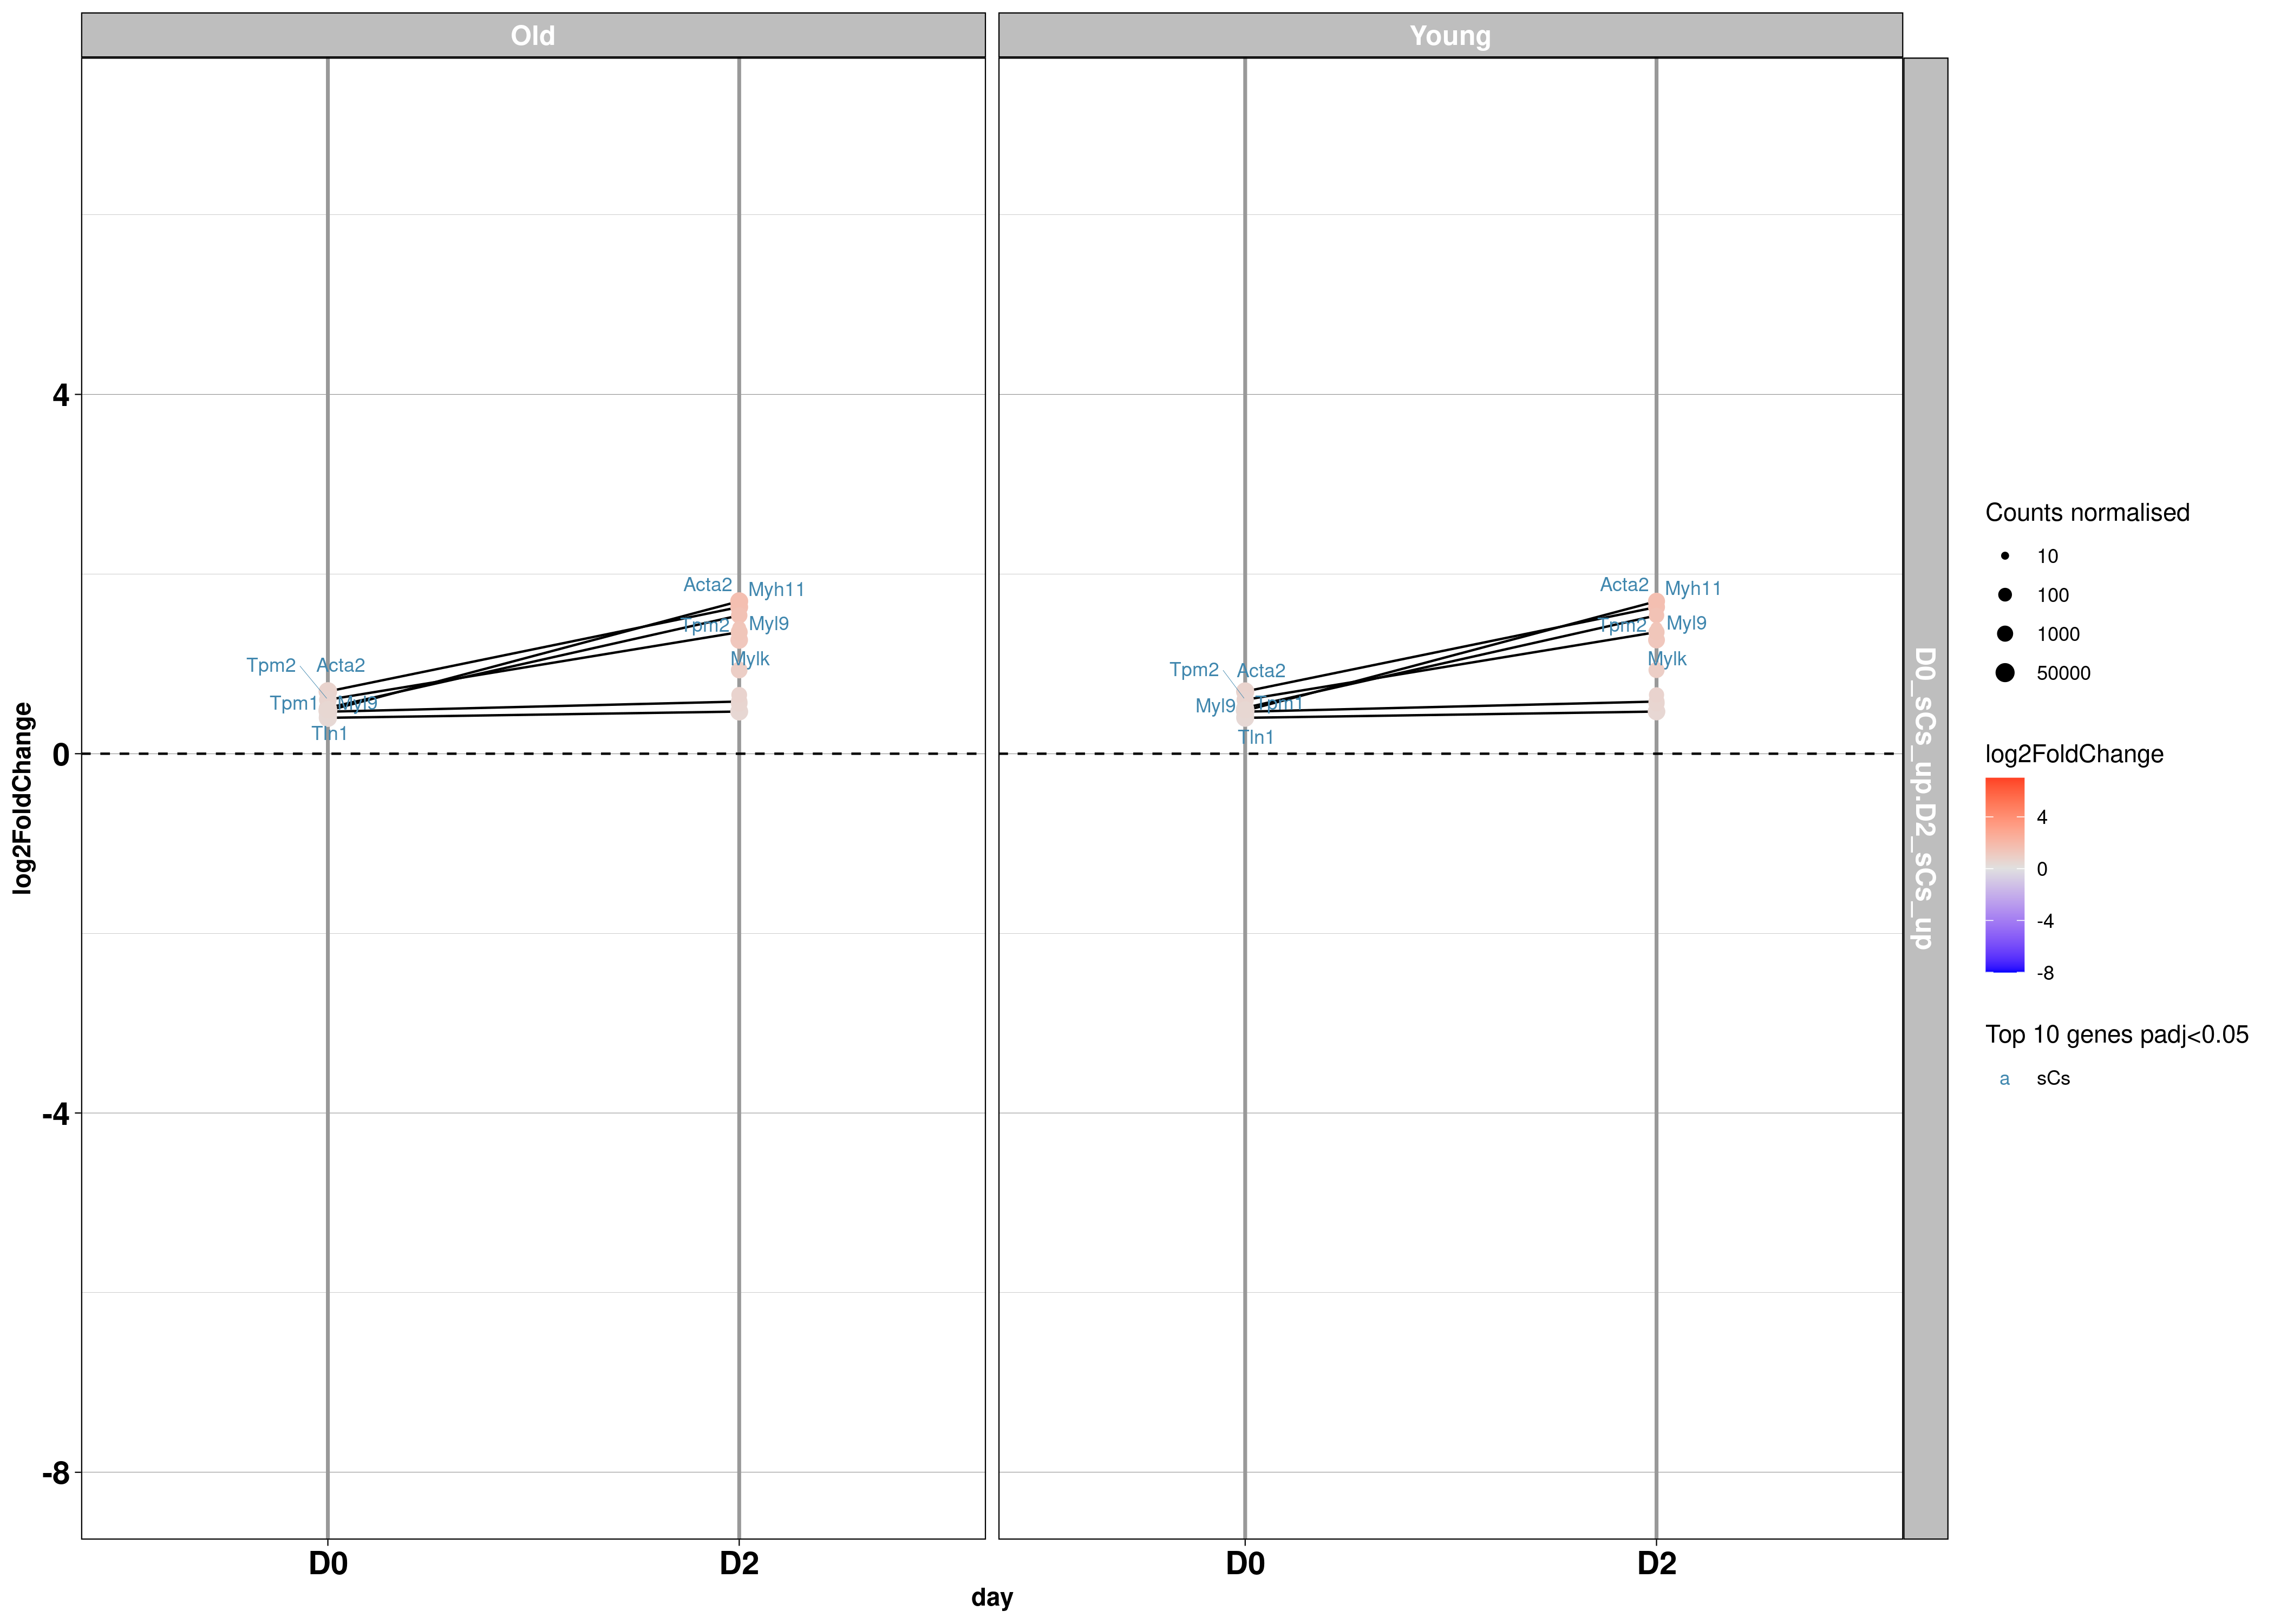 Old
Young
4
0
-4
-8
log2FoldChange
Acta2
Myh11
Tpm2
Myl9
Mylk
Tpm2
Acta2
Tpm1
Myl9
Tln1
Acta2
Myh11
Tpm2
Myl9
Mylk
Tpm2
Acta2
Myl9
Tpm1
Tln1
D0_sCs_up.D2_sCs_up
D0
D2
D0
D2
day
Counts normalised
10
100
1000
50000
log2FoldChange
4
0
-4
-8
Top 10 genes padj<0.05
a sCs